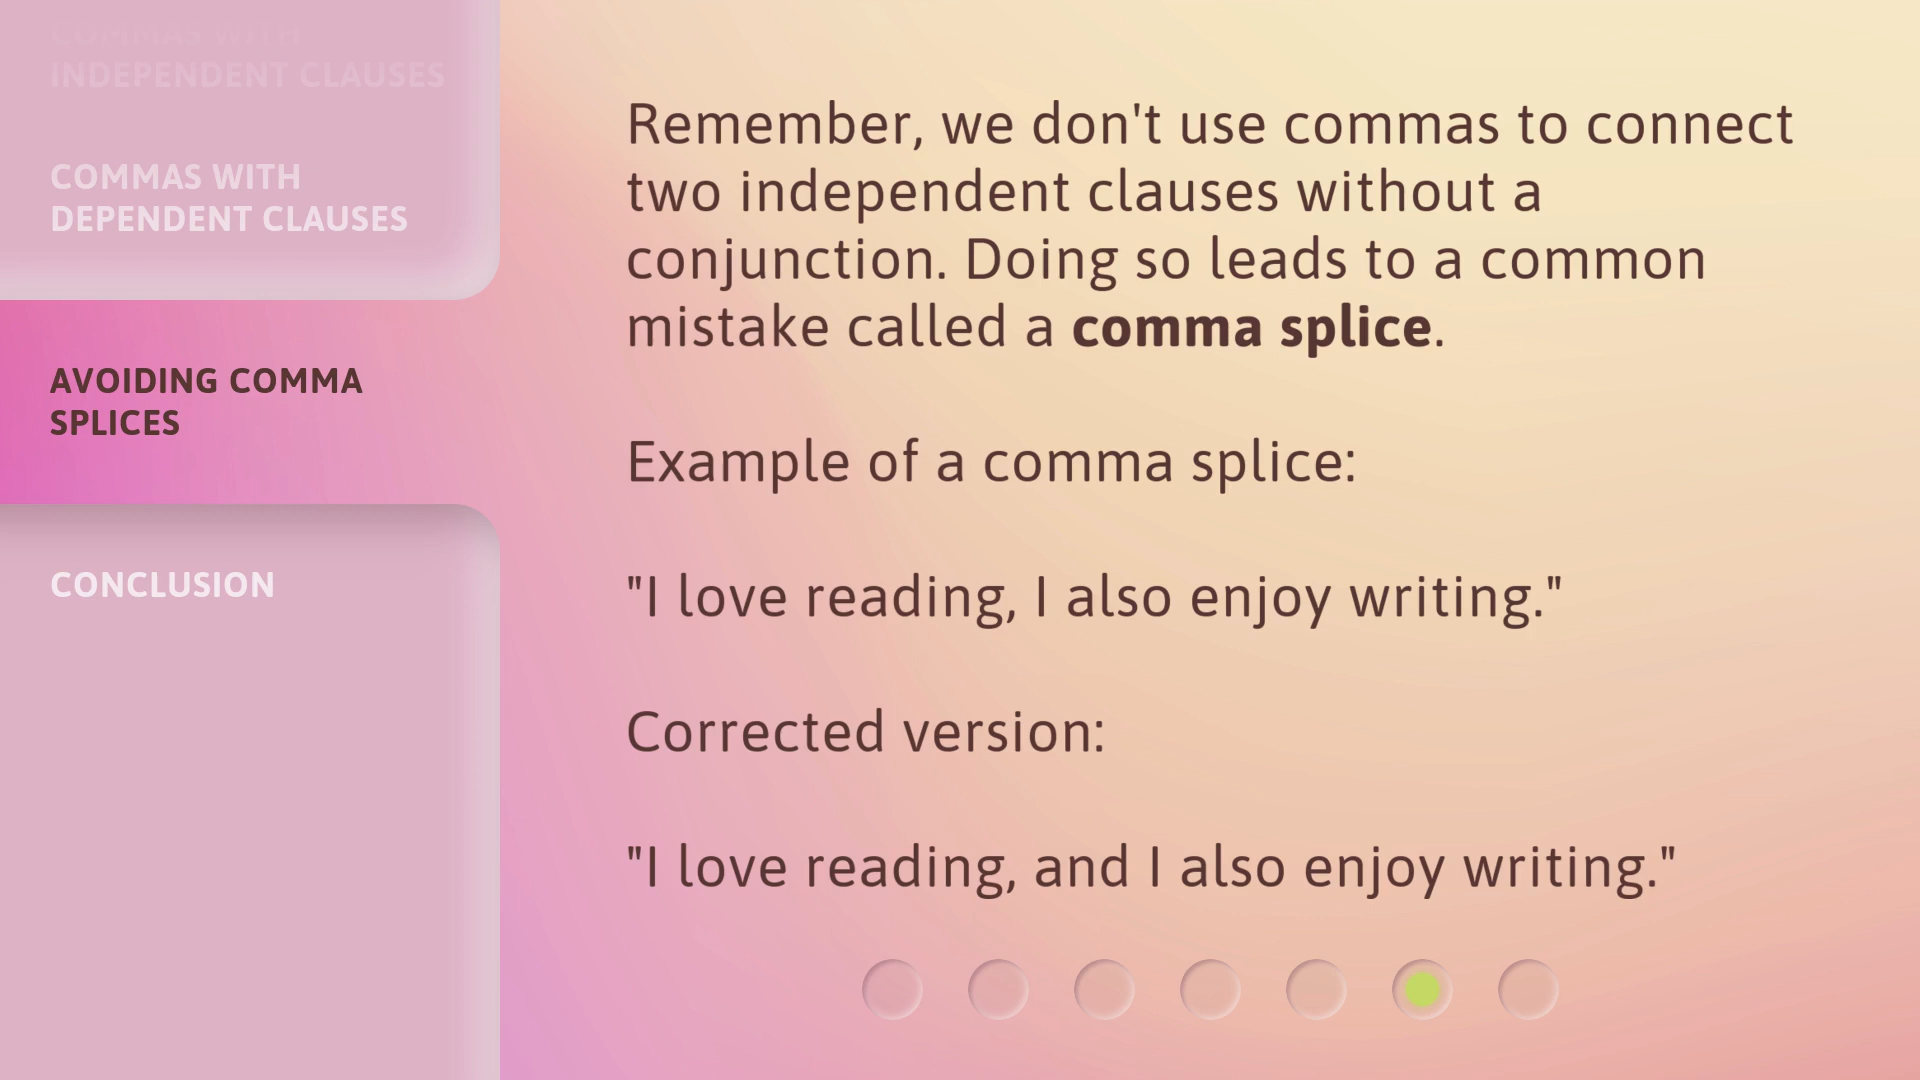 COMMAS WITH
INDEPENDENT CLAUSES
COMMAS WITH
DEPENDENT CLAUSES
AVOIDING COMMA
SPLICES
CONCLUSION
Remember, we don't use commas to connect
two independent clauses without a
conjunction. Doing so leads to a common
mistake called a comma splice.
Example of a comma splice:
"I love reading, I also enjoy writing."
Corrected version:
"I love reading, and I also enjoy writing."